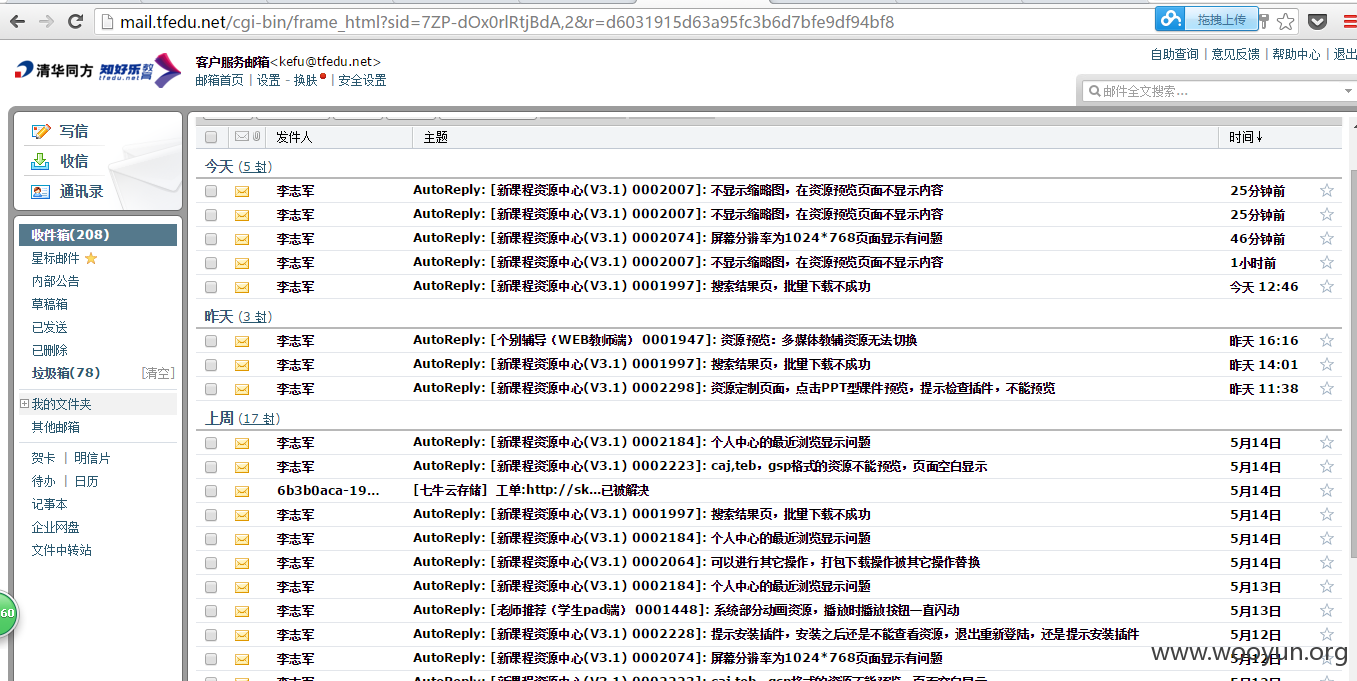 mail.tfedu.net/cgi-bin/frame_html?sid=7ZP-dOx0rlRtjBdA,2&r=d6031915d63a95fc3b6d7bfe9df94bf8
拖拽上传
清华同方 知好乐教育 tfedu.net
客户服务邮箱<kefu@tfedu.net>
邮箱首页 | 设置 - 换肤 | 安全设置
自助查询 | 意见反馈 | 帮助中心 | 退出
邮件全文搜索...
写信
收信
通讯录
收件箱(208)
星标邮件
内部公告
草稿箱
已发送
已删除
垃圾箱(78) [清空]
我的文件夹
其他邮箱
贺卡 | 明信片
待办 | 日历
记事本
企业网盘
文件中转站
60
发件人 主题 时间↓
今天 (5 封)
李志军 AutoReply: [新课程资源中心(V3.1) 0002007]: 不显示缩略图，在资源预览页面不显示内容 25分钟前
李志军 AutoReply: [新课程资源中心(V3.1) 0002007]: 不显示缩略图，在资源预览页面不显示内容 25分钟前
李志军 AutoReply: [新课程资源中心(V3.1) 0002074]: 屏幕分辨率为1024*768页面显示有问题 46分钟前
李志军 AutoReply: [新课程资源中心(V3.1) 0002007]: 不显示缩略图，在资源预览页面不显示内容 1小时前
李志军 AutoReply: [新课程资源中心(V3.1) 0001997]: 搜索结果页，批量下载不成功 今天 12:46
昨天 (3 封)
李志军 AutoReply: [个别辅导（WEB教师端） 0001947]: 资源预览：多媒体教辅资源无法切换 昨天 16:16
李志军 AutoReply: [新课程资源中心(V3.1) 0001997]: 搜索结果页，批量下载不成功 昨天 14:01
李志军 AutoReply: [新课程资源中心(V3.1) 0002298]: 资源定制页面，点击PPT型课件预览，提示检查插件，不能预览 昨天 11:38
上周 (17 封)
李志军 AutoReply: [新课程资源中心(V3.1) 0002184]: 个人中心的最近浏览显示问题 5月14日
李志军 AutoReply: [新课程资源中心(V3.1) 0002223]: caj,teb，gsp格式的资源不能预览，页面空白显示 5月14日
6b3b0aca-19... [七牛云存储] 工单:http://sk...已被解决 5月14日
李志军 AutoReply: [新课程资源中心(V3.1) 0001997]: 搜索结果页，批量下载不成功 5月14日
李志军 AutoReply: [新课程资源中心(V3.1) 0002184]: 个人中心的最近浏览显示问题 5月14日
李志军 AutoReply: [新课程资源中心(V3.1) 0002064]: 可以进行其它操作，打包下载操作被其它操作替换 5月14日
李志军 AutoReply: [新课程资源中心(V3.1) 0002184]: 个人中心的最近浏览显示问题 5月13日
李志军 AutoReply: [老师推荐（学生pad端） 0001448]: 系统部分动画资源，播放时播放按钮一直闪动 5月13日
李志军 AutoReply: [新课程资源中心(V3.1) 0002228]: 提示安装插件，安装之后还是不能查看资源，退出重新登陆，还是提示安装插件 5月12日
李志军 AutoReply: [新课程资源中心(V3.1) 0002074]: 屏幕分辨率为1024*768页面显示有问题 5月12日
www.wooyun.org